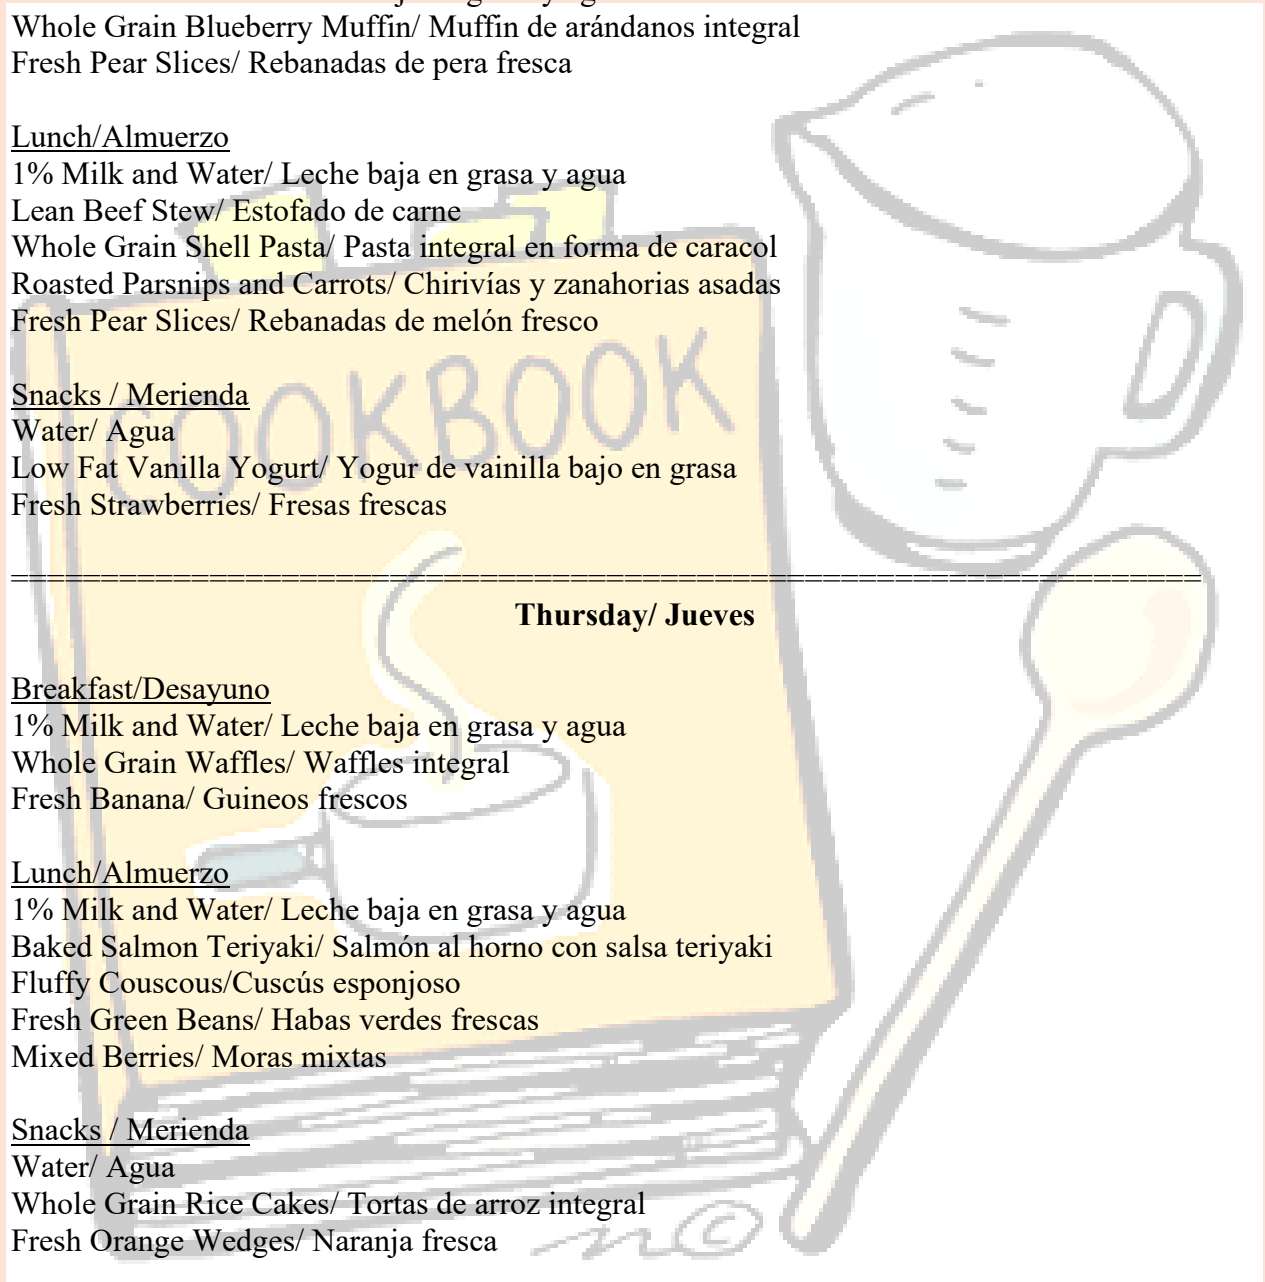 Whole Grain Blueberry Muffin/ Muffin de arándanos integral
Fresh Pear Slices/ Rebanadas de pera fresca
Lunch/Almuerzo
1% Milk and Water/ Leche baja en grasa y agua
Lean Beef Stew/ Estofado de carne
Whole Grain Shell Pasta/ Pasta integral en forma de caracol
Roasted Parsnips and Carrots/ Chirivías y zanahorias asadas
Fresh Pear Slices/ Rebanadas de melón fresco
COOKBOOK
Snacks / Merienda
Water/ Agua
Low Fat Vanilla Yogurt/ Yogur de vainilla bajo en grasa
Fresh Strawberries/ Fresas frescas
Thursday/ Jueves
Breakfast/Desayuno
1% Milk and Water/ Leche baja en grasa y agua
Whole Grain Waffles/ Waffles integral
Fresh Banana/ Guineos frescos
Lunch/Almuerzo
1% Milk and Water/ Leche baja en grasa y agua
Baked Salmon Teriyaki/ Salmón al horno con salsa teriyaki
Fluffy Couscous/Cuscús esponjoso
Fresh Green Beans/ Habas verdes frescas
Mixed Berries/ Moras mixtas
Snacks / Merienda
Water/ Agua
Whole Grain Rice Cakes/ Tortas de arroz integral
Fresh Orange Wedges/ Naranja fresca